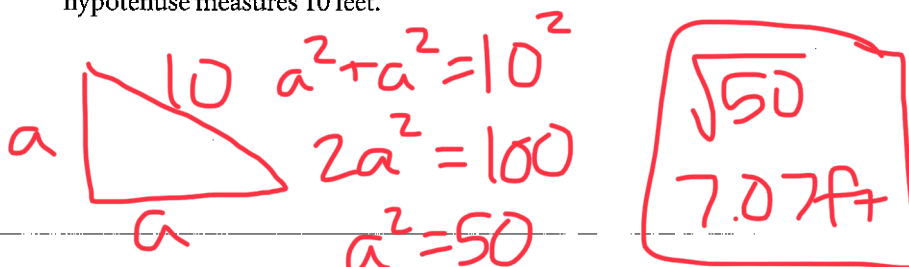 hypotenuse measures 10 feet.
10
a
a
a²+a²=10²
2a²=100
a²=50
√50
7.07ft